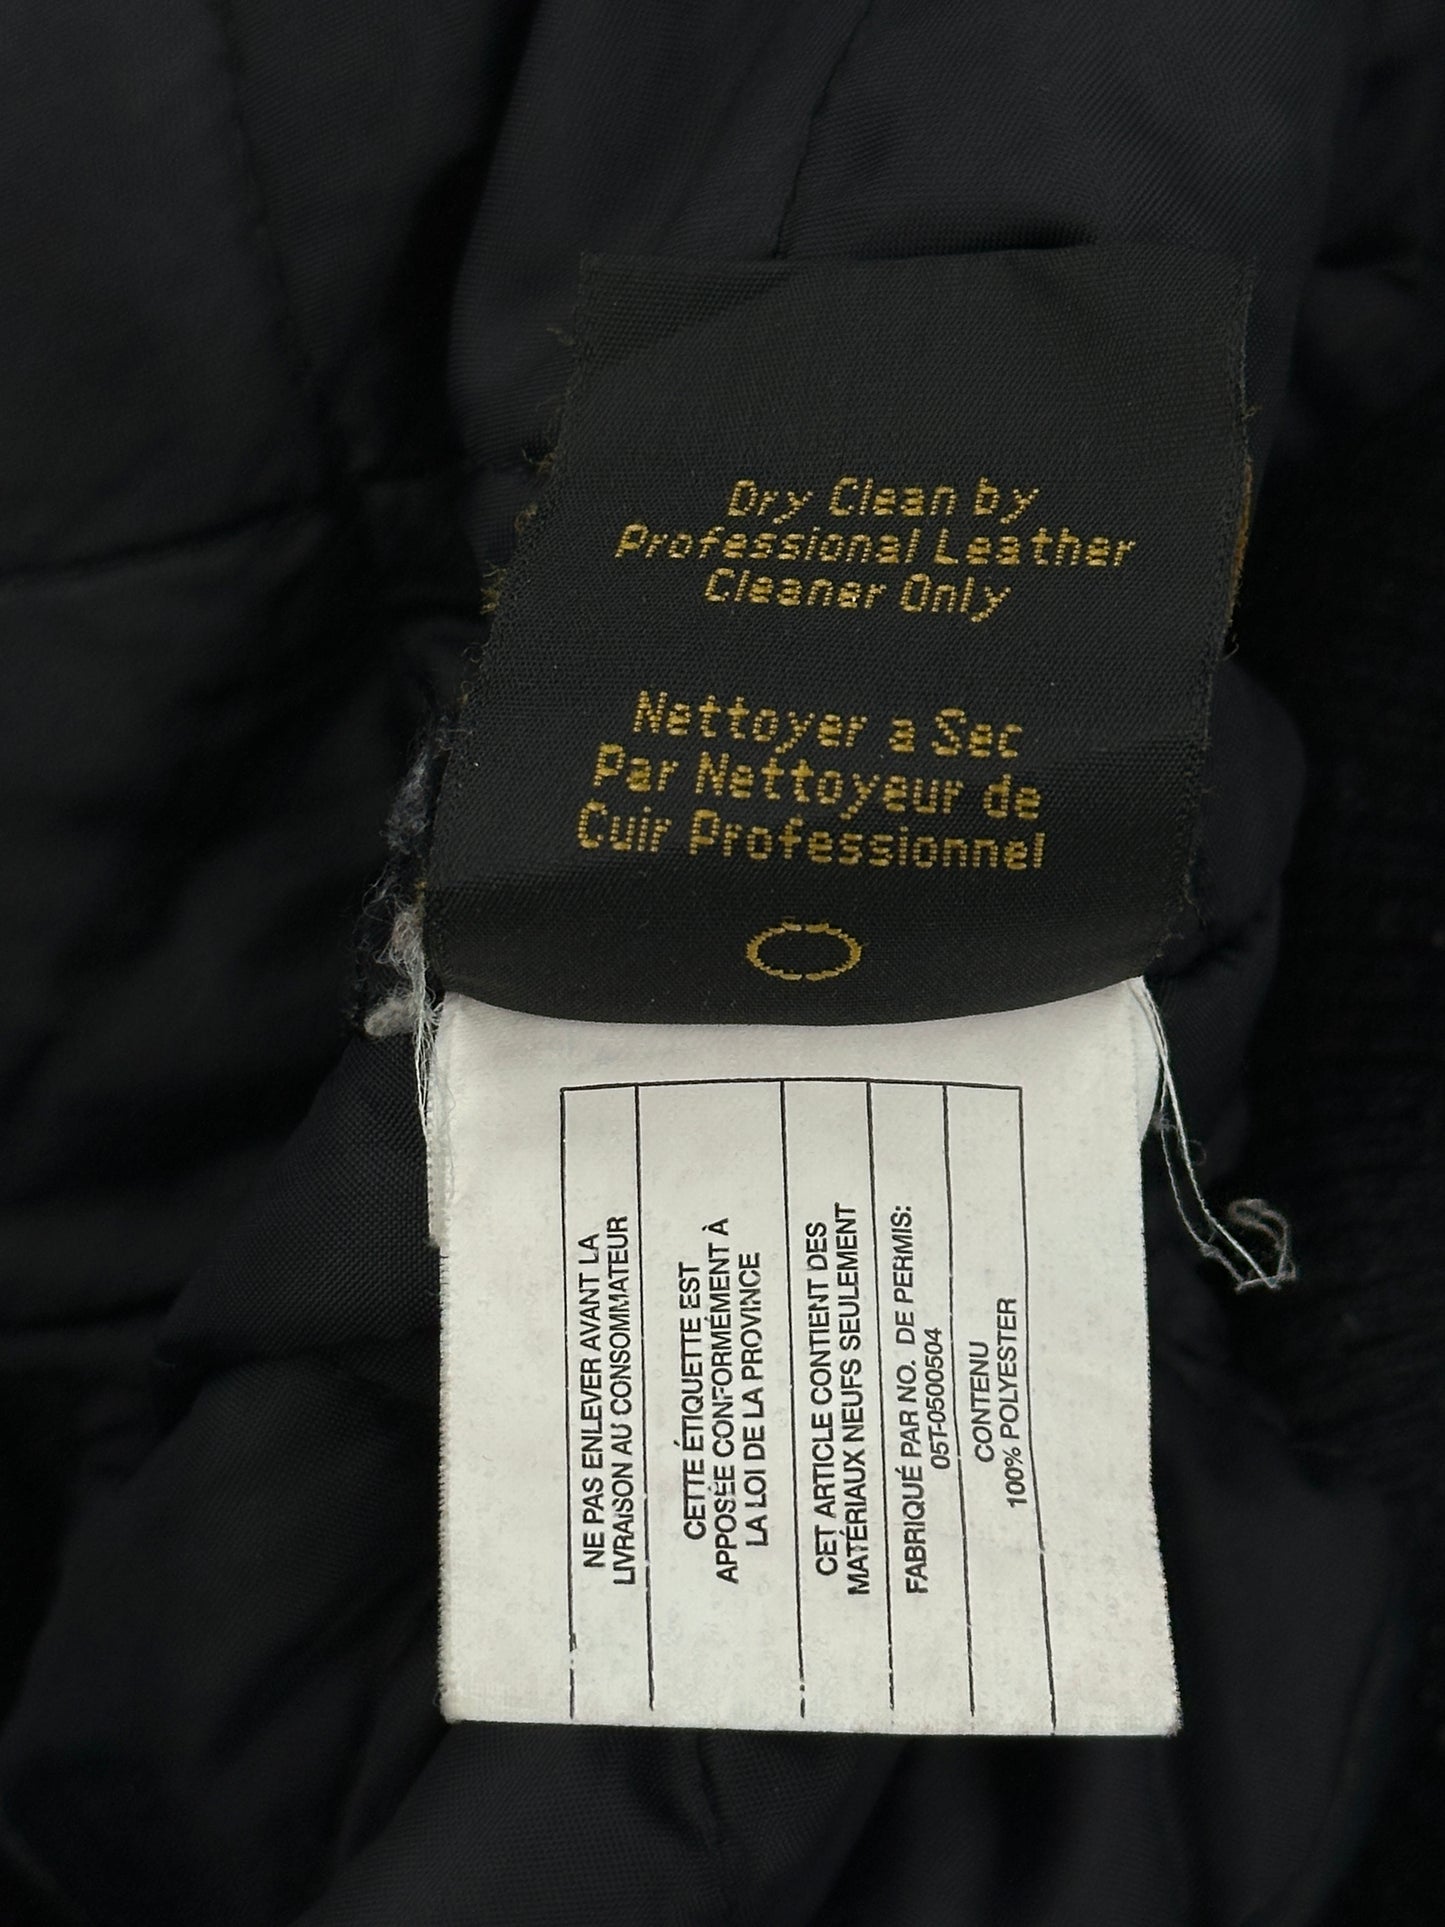 Dry Clean by
Professional Leather
Cleaner Only
Nettoyer a Sec
Par Nettoyeur de
Cuir Professionnel
NE PAS ENLEVER AVANT LA
LIVRAISON AU CONSOMMATEUR
CETTE ÉTIQUETTE EST
APPOSÉE CONFORMÉMENT À
LA LOI DE LA PROVINCE
CET ARTICLE CONTIENT DES
MATÉRIAUX NEUFS SEULEMENT
FABRIQUÉ PAR NO. DE PERMIS:
05T-0500504
CONTENU
100% POLYESTER